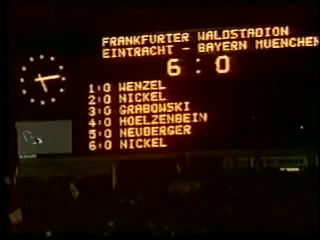 FRANKFURTER WALDSTADION
EINTRACHT - BAYERN MUENCHEN
6 : 0
1:0 WENZEL
2:0 NICKEL
3:0 GRABOWSKI
4:0 HOELZENBEIN
5:0 NEUBERGER
6:0 NICKEL